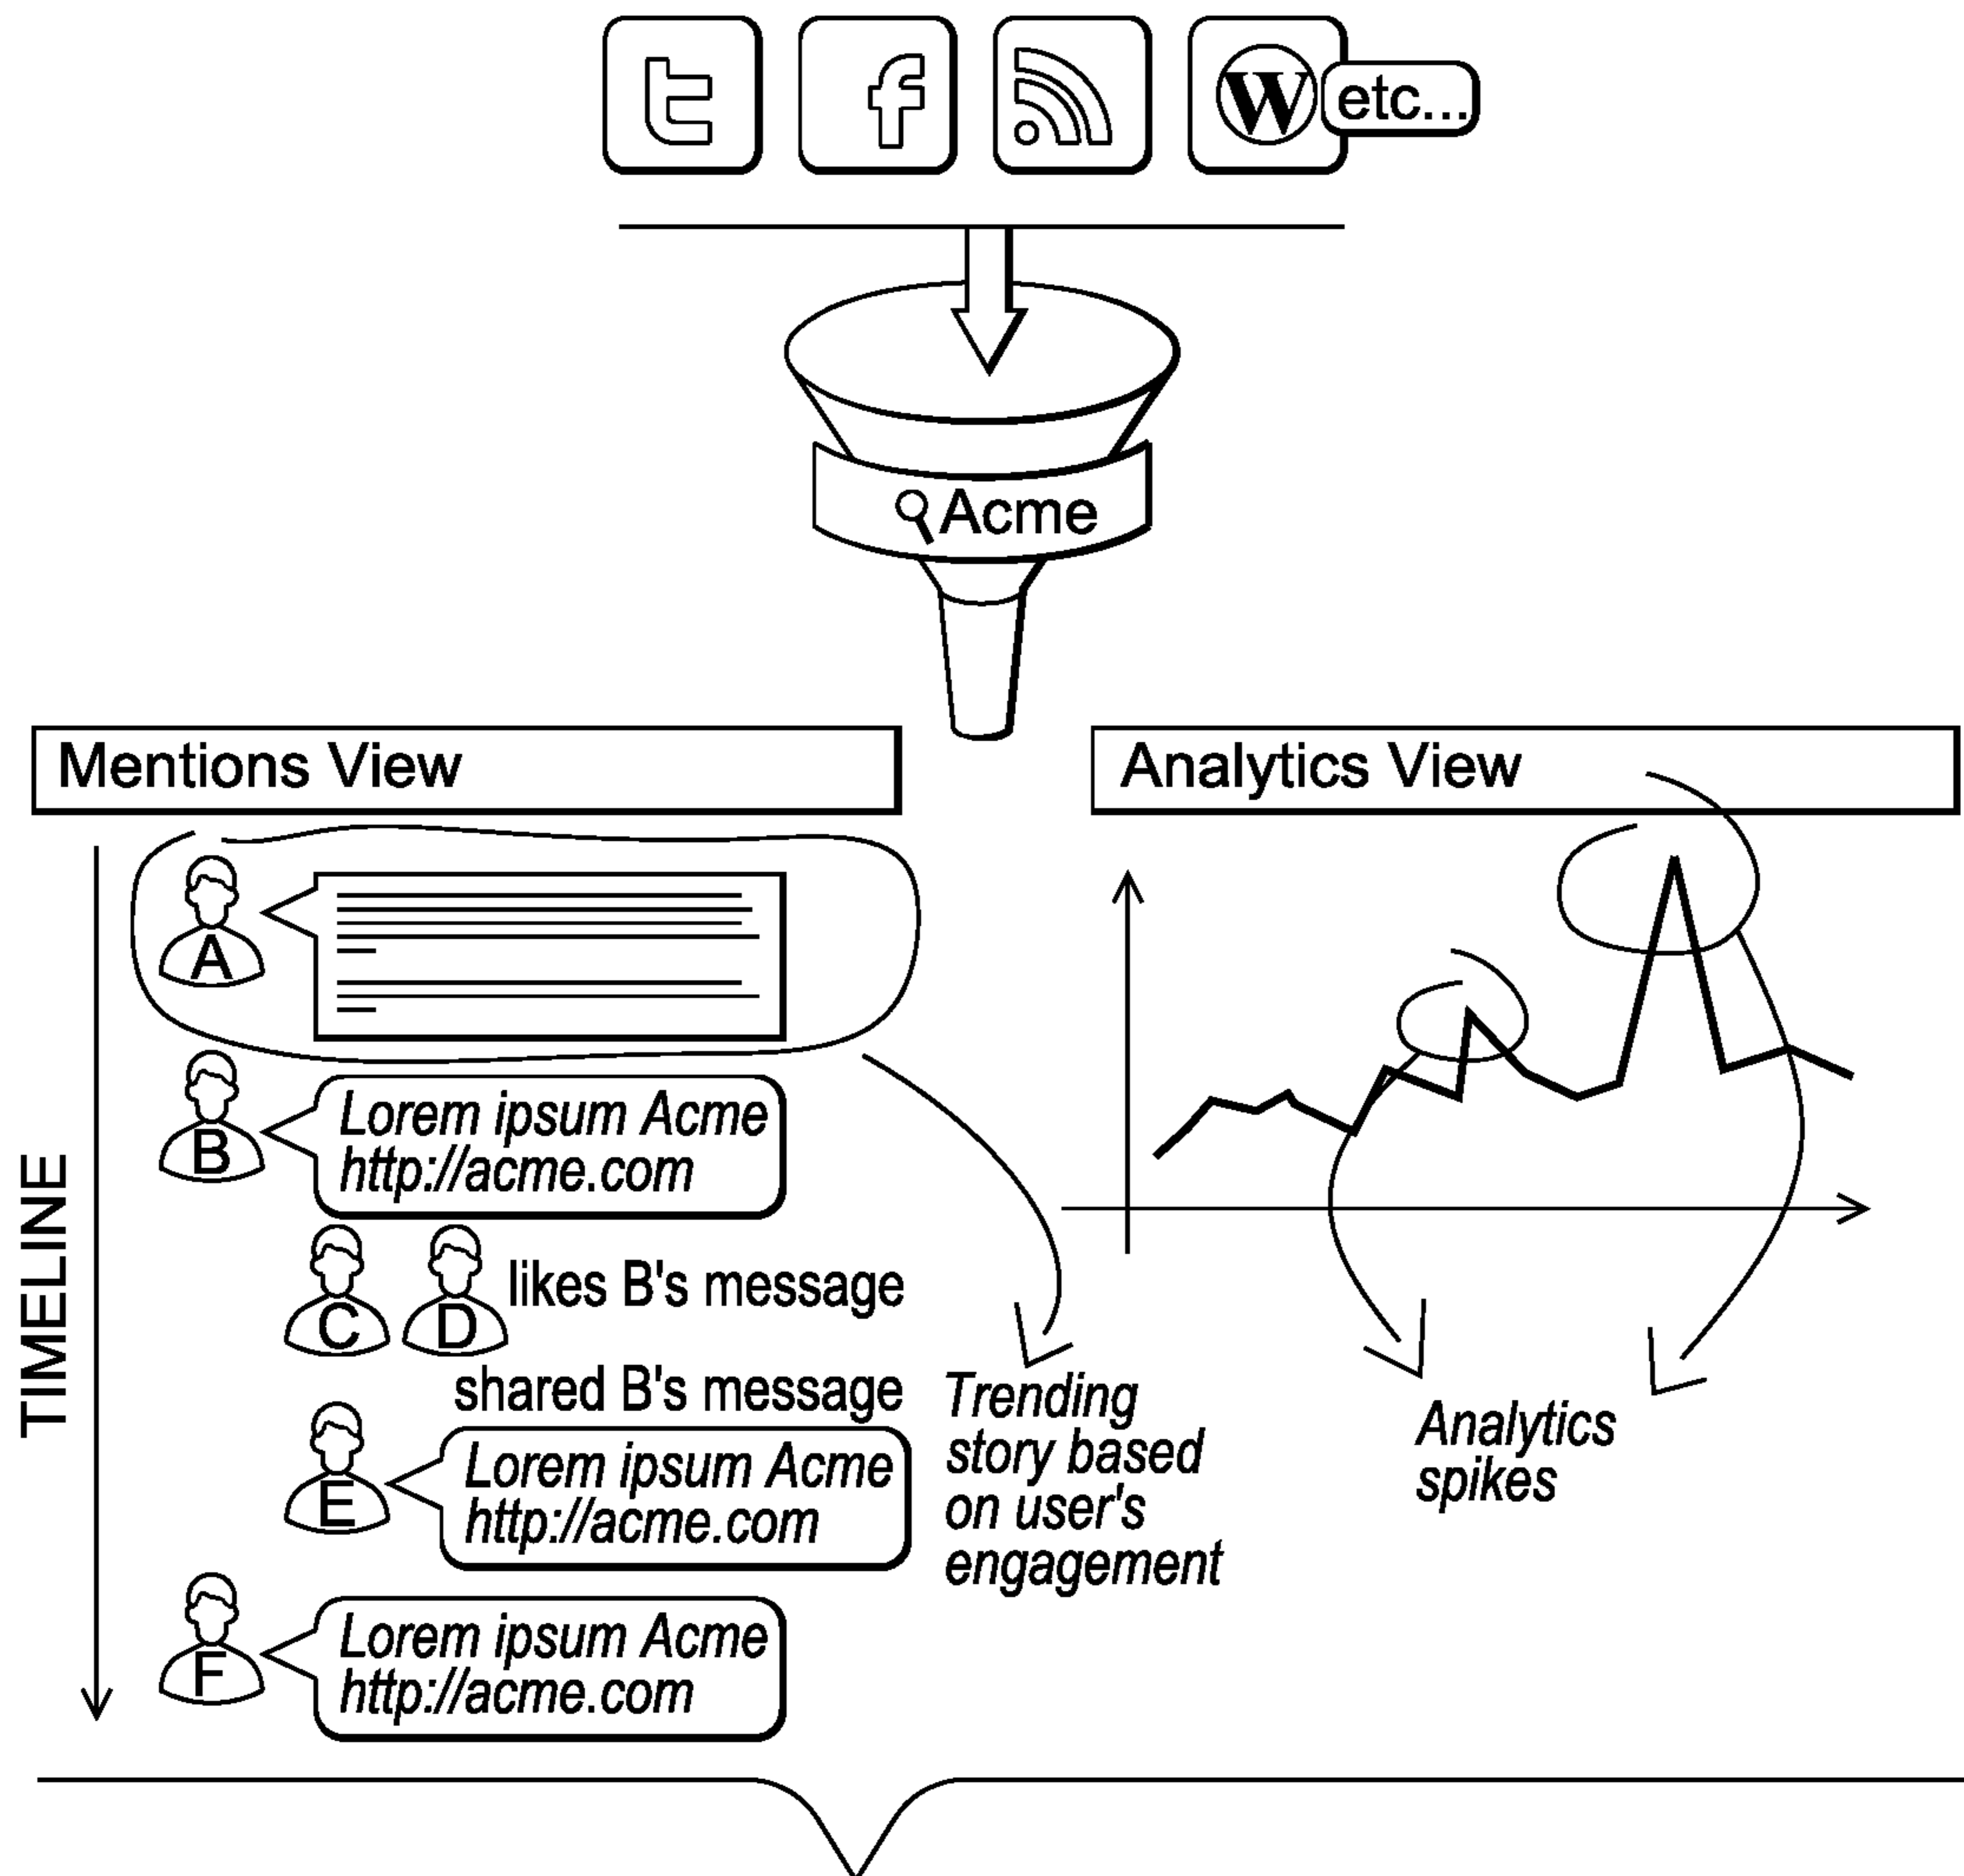 t f W etc...
Acme
Mentions View
Analytics View
TIMELINE
A
B
Lorem ipsum Acme
http://acme.com
C D likes B's message
shared B's message
E
Lorem ipsum Acme
http://acme.com
F
Lorem ipsum Acme
http://acme.com
Trending
story based
on user's
engagement
Analytics
spikes